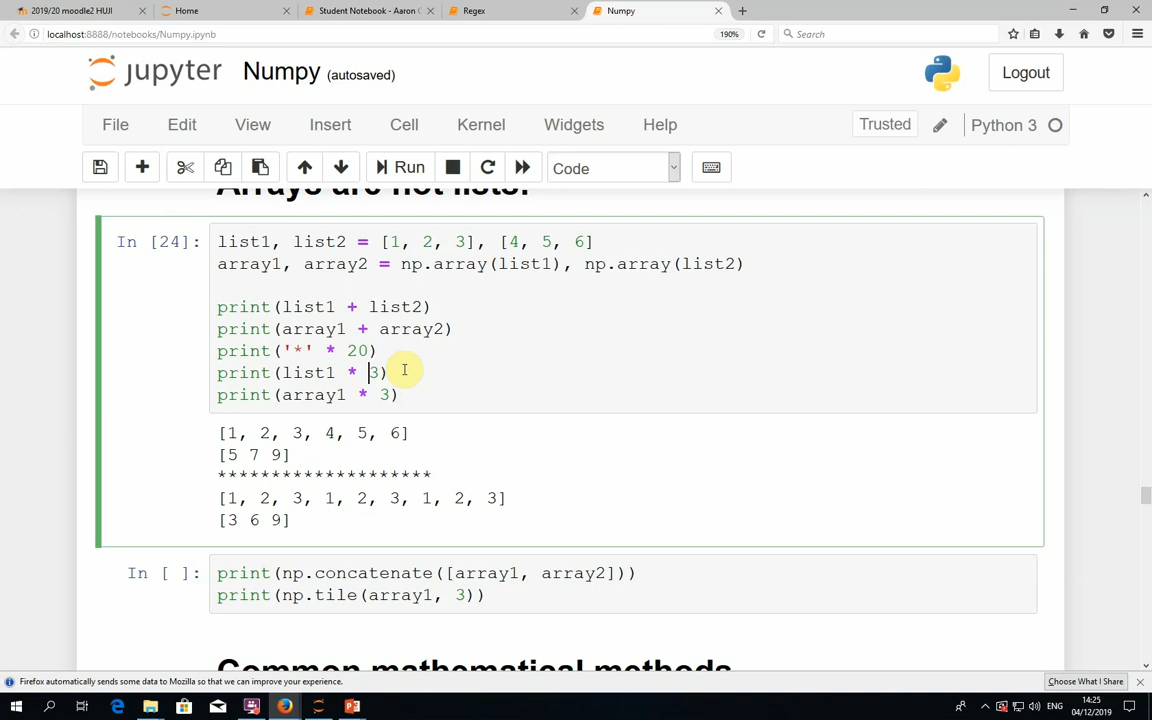 2019/20 moodle2 HUJI
Home
Student Notebook - Aaron C
Regex
Numpy
localhost:8888/notebooks/Numpy.ipynb
190%
Search
jupyter Numpy (autosaved)
Logout
File Edit View Insert Cell Kernel Widgets Help
Trusted
Python 3
Run
Code
Arrays are not lists!
In [24]:
list1, list2 = [1, 2, 3], [4, 5, 6]
array1, array2 = np.array(list1), np.array(list2)
print(list1 + list2)
print(array1 + array2)
print('*' * 20)
print(list1 * 3)
print(array1 * 3)
[1, 2, 3, 4, 5, 6]
[5 7 9]
********************
[1, 2, 3, 1, 2, 3, 1, 2, 3]
[3 6 9]
In [ ]:
print(np.concatenate([array1, array2]))
print(np.tile(array1, 3))
Common mathematical methods
Firefox automatically sends some data to Mozilla so that we can improve your experience.
Choose What I Share
ENG
14:25
04/12/2019